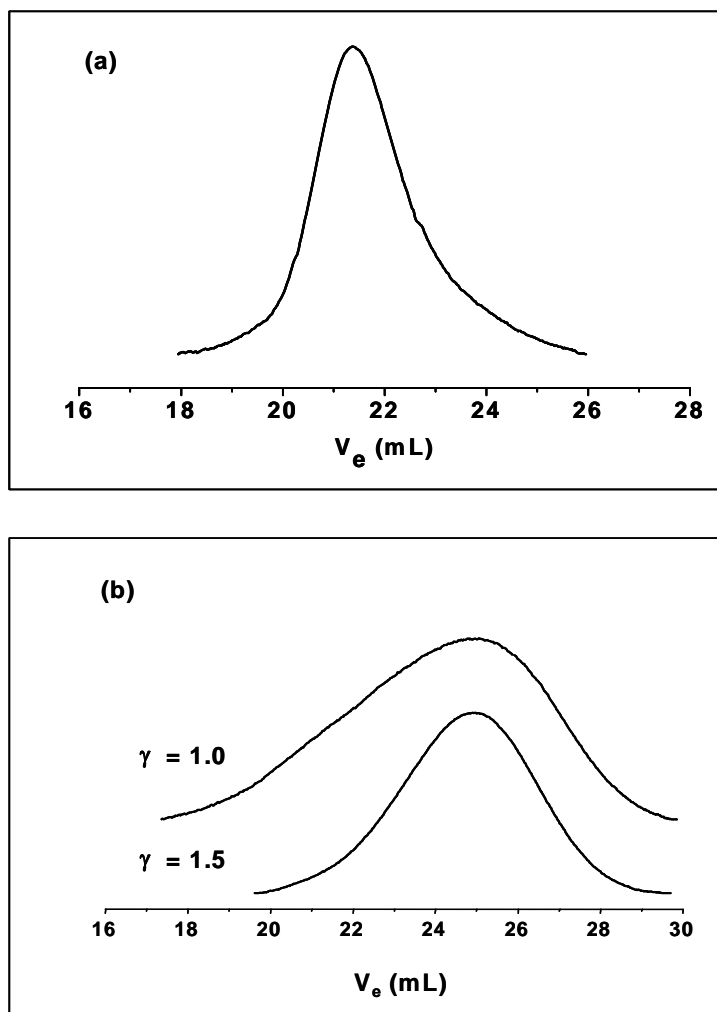 (a)
16 18 20 22 24 26 28
Ve (mL)
(b)
γ = 1.0
γ = 1.5
16 18 20 22 24 26 28 30
Ve (mL)